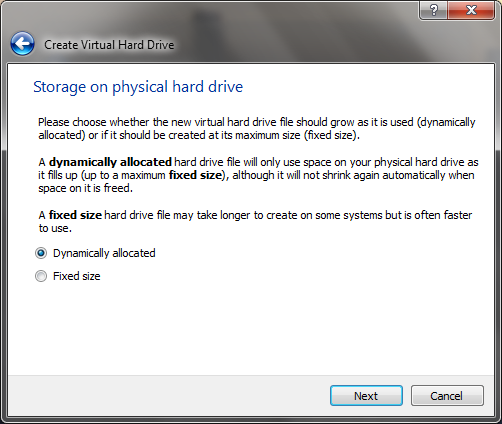 ?
Create Virtual Hard Drive
Storage on physical hard drive
Please choose whether the new virtual hard drive file should grow as it is used (dynamically
allocated) or if it should be created at its maximum size (fixed size).
A dynamically allocated hard drive file will only use space on your physical hard drive as
it fills up (up to a maximum fixed size), although it will not shrink again automatically when
space on it is freed.
A fixed size hard drive file may take longer to create on some systems but is often faster
to use.
Dynamically allocated
Fixed size
Next
Cancel